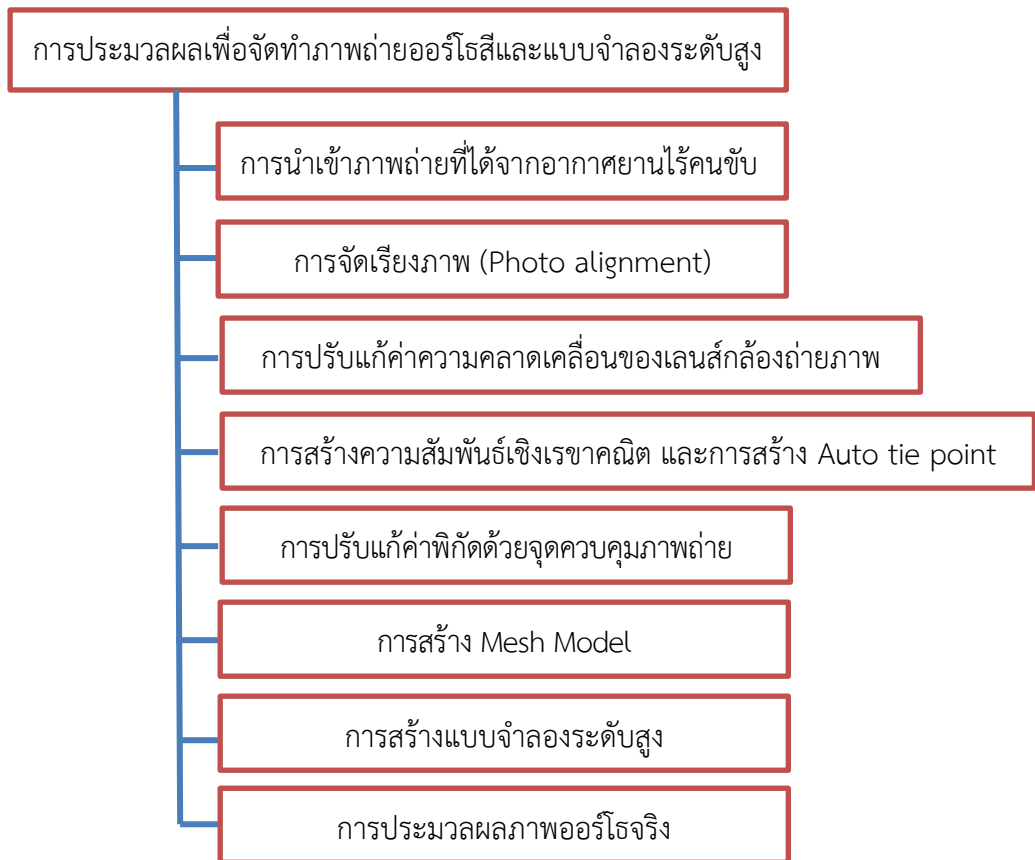 การประมวลผลเพื่อจัดทำภาพถ่ายออร์โธสีและแบบจำลองระดับสูง
การนำเข้าภาพถ่ายที่ได้จากอากาศยานไร้คนขับ
การจัดเรียงภาพ (Photo alignment)
การปรับแก้ค่าความคลาดเคลื่อนของเลนส์กล้องถ่ายภาพ
การสร้างความสัมพันธ์เชิงเรขาคณิต และการสร้าง Auto tie point
การปรับแก้ค่าพิกัดด้วยจุดควบคุมภาพถ่าย
การสร้าง Mesh Model
การสร้างแบบจำลองระดับสูง
การประมวลผลภาพออร์โธจริง